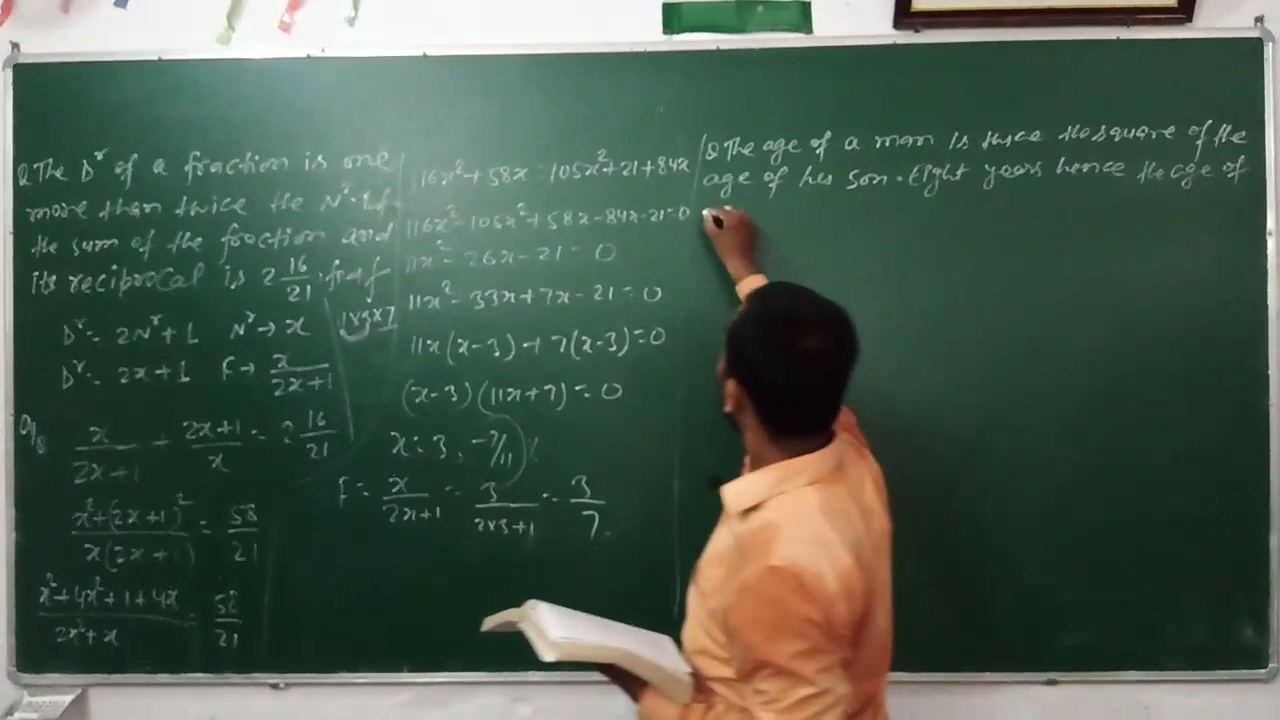 Q The Dʳ of a fraction is one
more than twice the Nʳ. If
the sum of the fraction and
its reciprocal is 2 16/21. find
Dʳ = 2Nʳ + 1 Nʳ → x
Dʳ = 2x+1 F → x/(2x+1)
x/(2x+1) + (2x+1)/x = 2 16/21
(x²+(2x+1)²)/(x(2x+1)) = 58/21
(x²+4x²+1+4x)/(2x²+x) = 58/21
116x²+58x = 105x²+21+84x
116x²-105x²+58x-84x-21=0
11x²-26x-21=0
11x²-33x+7x-21=0
11x(x-3)+7(x-3)=0
(x-3)(11x+7)=0
x=3, -7/11 x
F = x/(2x+1) = 3/(2x3+1) = 3/7.
Q The age of a man is twice the square of the
age of his son. Eight years hence the age of